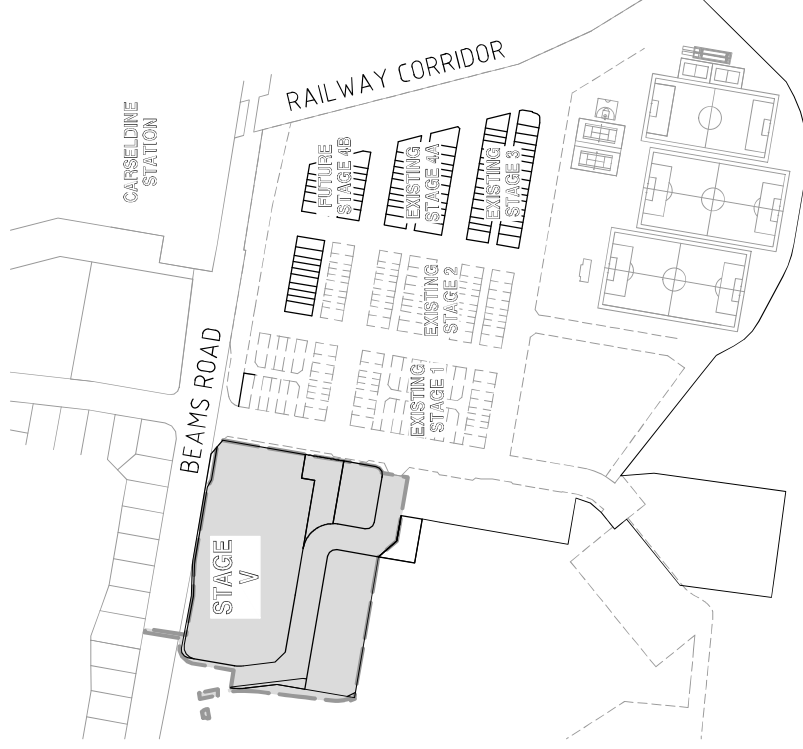 RAILWAY CORRIDOR
CARSELDINE
STATION
FUTURE
STAGE 4B
EXISTING
STAGE 4A
EXISTING
STAGE 3
EXISTING
STAGE 2
EXISTING
STAGE 1
BEAMS ROAD
STAGE
V